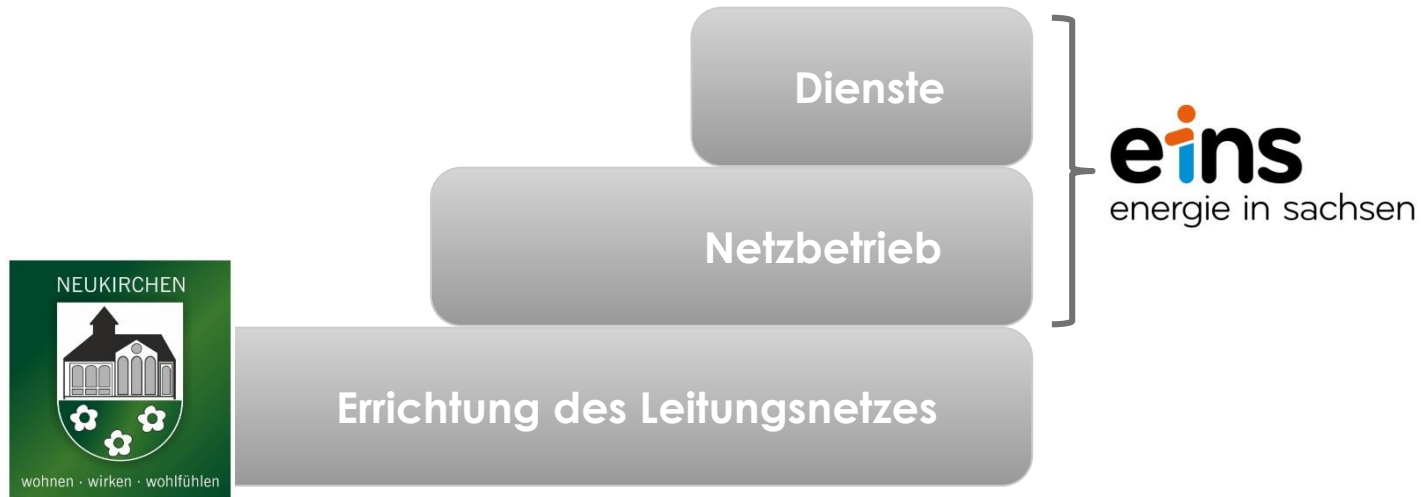 Dienste
eins
energie in sachsen
Netzbetrieb
NEUKIRCHEN
Errichtung des Leitungsnetzes
wohnen · wirken · wohlfühlen